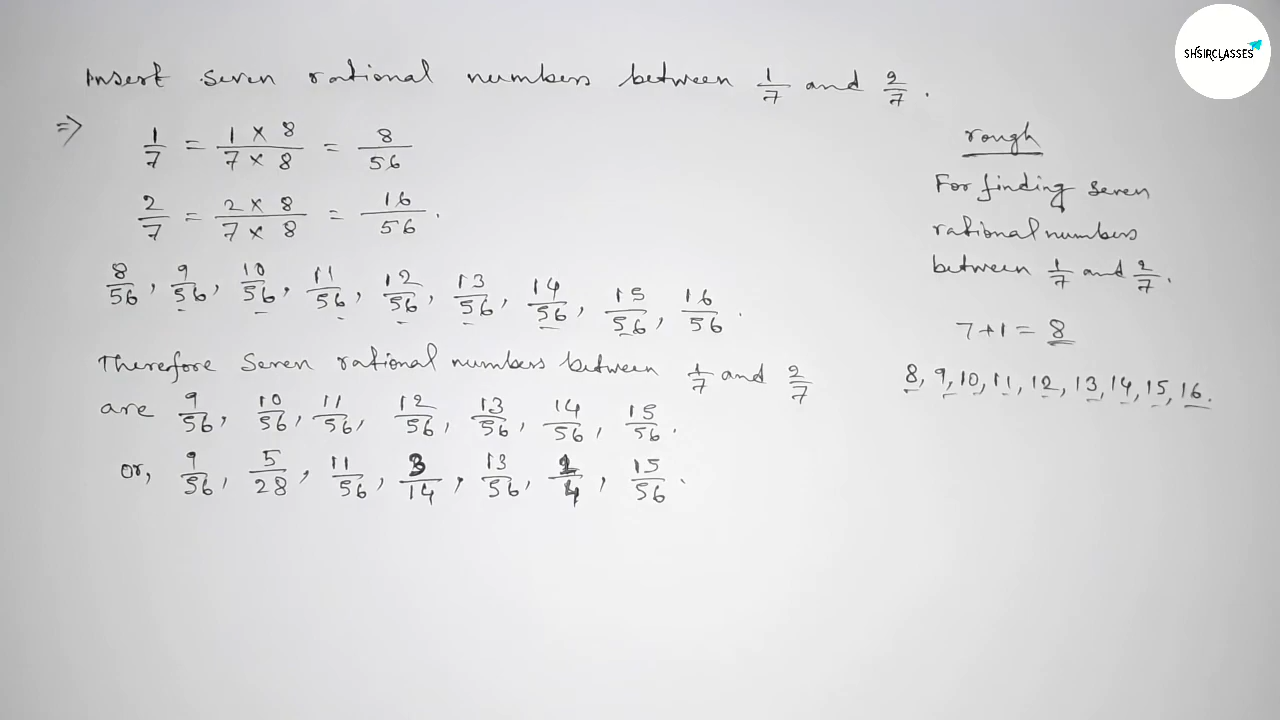 SHSIRCLASSES
Insert seven rational numbers between 1/7 and 2/7.
⇒ 1/7 = 1 × 8 / 7 × 8 = 8/56
2/7 = 2 × 8 / 7 × 8 = 16/56.
8/56, 9/56, 10/56, 11/56, 12/56, 13/56, 14/56, 15/56, 16/56.
Therefore seven rational numbers between 1/7 and 2/7
are 9/56, 10/56, 11/56, 12/56, 13/56, 14/56, 15/56.
or, 9/56, 5/28, 11/56, 3/14, 13/56, 1/4, 15/56.
rough
For finding seven
rational numbers
between 1/7 and 2/7.
7+1 = 8
8, 9, 10, 11, 12, 13, 14, 15, 16.